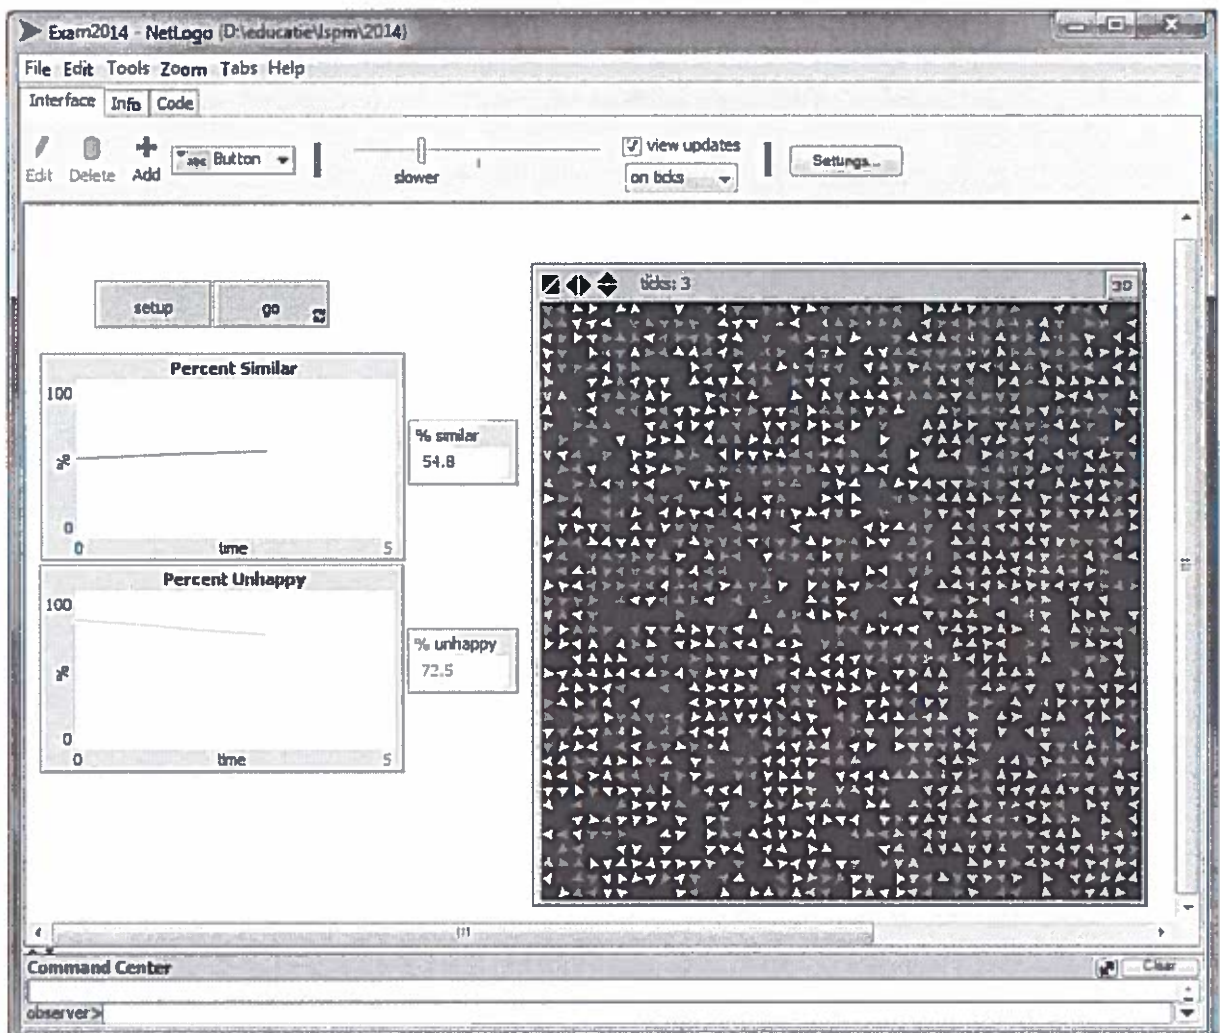 Exam2014 - NetLogo (D:\educatie\spm\2014)
File Edit Tools Zoom Tabs Help
Interface Info Code
Edit Delete Add abc Button slower view updates on ticks Settings...
setup go
ticks: 3 3D
Percent Similar
100
%
0
0 time 5
% similar
54.8
Percent Unhappy
100
%
0
0 time 5
% unhappy
72.5
Command Center Clear
observer>